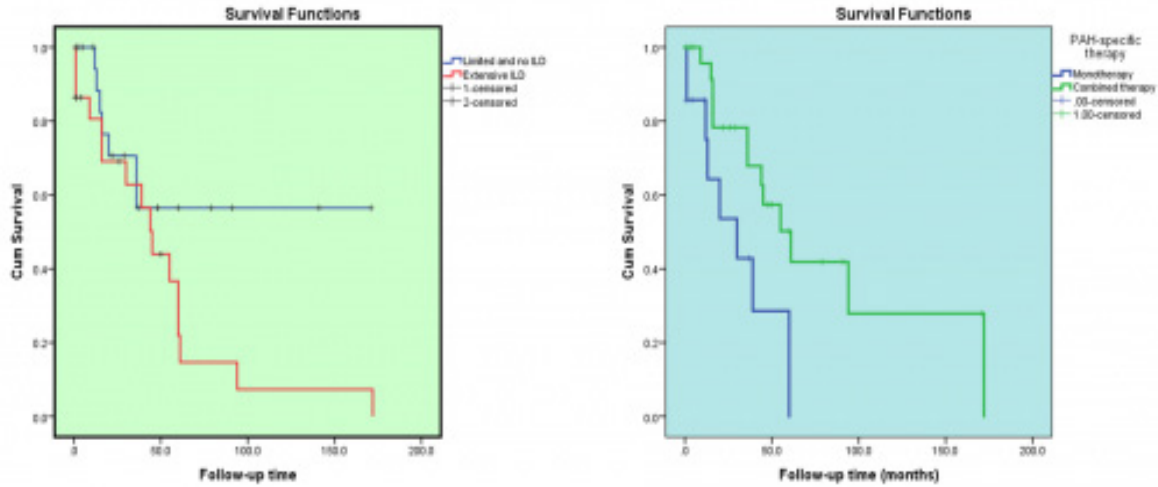 Survival Functions
1.0
0.8
0.6
0.4
0.2
0.0
Cum Survival
0
50.0
100.0
150.0
200.0
Follow-up time
Limited and no ILD
Extensive ILD
1-censored
2-censored
Survival Functions
1.0
0.8
0.6
0.4
0.2
0.0
Cum Survival
0
50.0
100.0
150.0
200.0
Follow-up time (months)
PAH-specific
therapy
Monotherapy
Combined therapy
.00-censored
1.00-censored